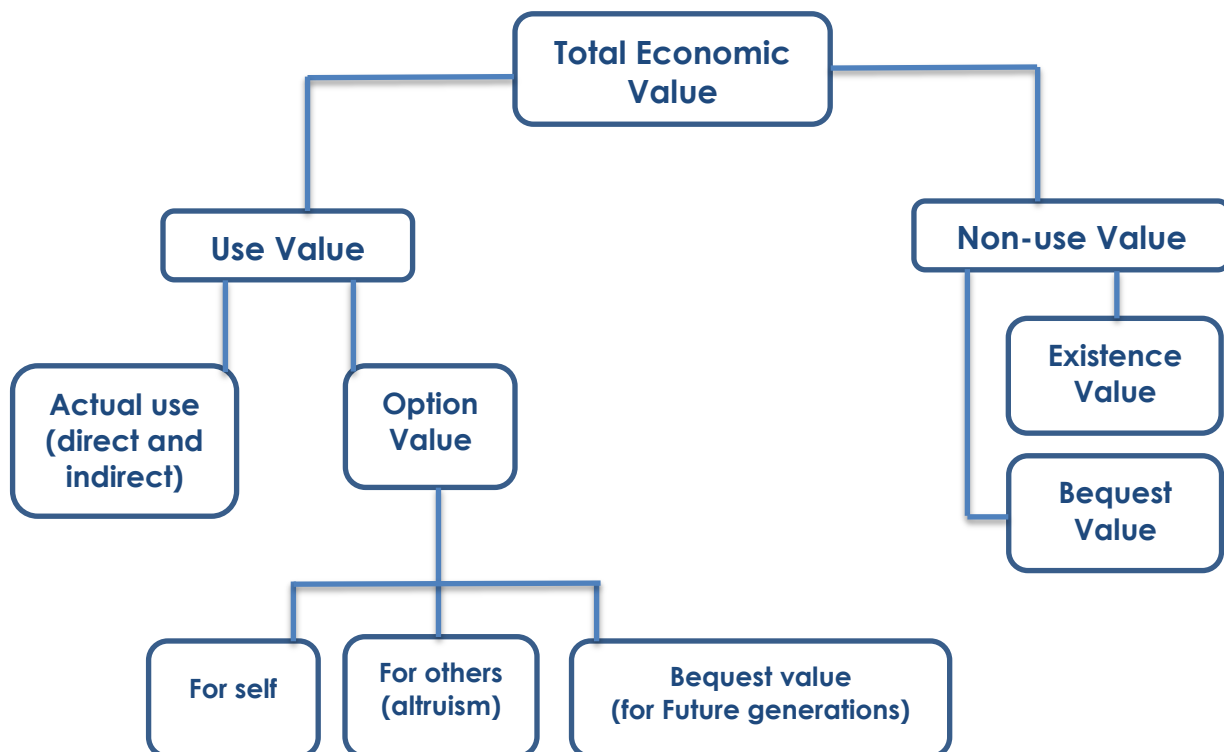 Total Economic
Value
Use Value
Non-use Value
Actual use
(direct and
indirect)
Option
Value
Existence
Value
Bequest
Value
For self
For others
(altruism)
Bequest value
(for Future generations)